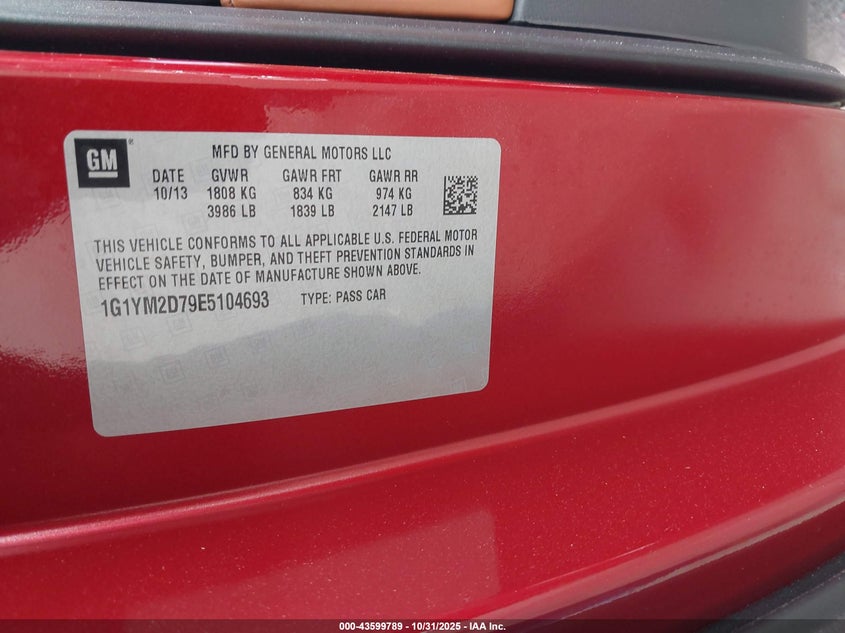 GM
MFD BY GENERAL MOTORS LLC
DATE GVWR GAWR FRT GAWR RR
10/13 1808 KG 834 KG 974 KG
3986 LB 1839 LB 2147 LB
THIS VEHICLE CONFORMS TO ALL APPLICABLE U.S. FEDERAL MOTOR
VEHICLE SAFETY, BUMPER, AND THEFT PREVENTION STANDARDS IN
EFFECT ON THE DATE OF MANUFACTURE SHOWN ABOVE.
1G1YM2D79E5104693 TYPE: PASS CAR
000-43599789 - 10/31/2025 - IAA Inc.